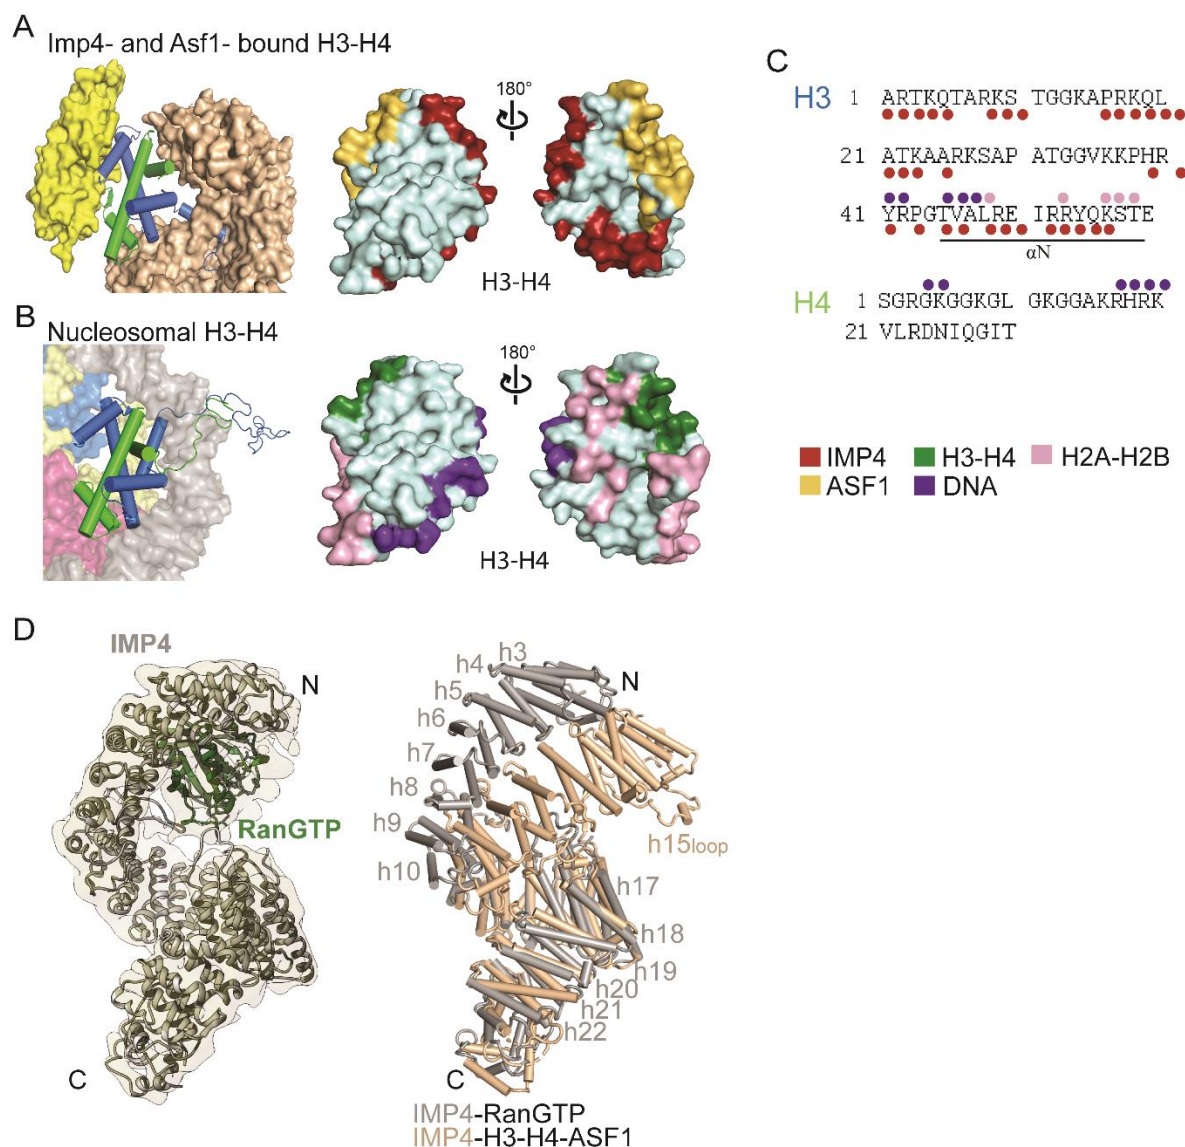 A
Imp4- and Asf1- bound H3-H4
180°
H3-H4
B
Nucleosomal H3-H4
180°
H3-H4
C
H3 1 ARTKQTARKS TGGKAPRKQL
21 ATKAARKSAP ATGGVKKPHR
41 YRPGTVALRE IRRYQKSTE
αN
H4 1 SGRGKGGKGL GKGGAKRHRK
21 VLRDNIQGIT
IMP4 H3-H4 H2A-H2B
ASF1 DNA
D
IMP4
N
RanGTP
C
h3
h4
N
h5
h6
h7
h8
h9
h10
h15loop
h17
h18
h19
h20
h21
h22
C
IMP4-RanGTP
IMP4-H3-H4-ASF1